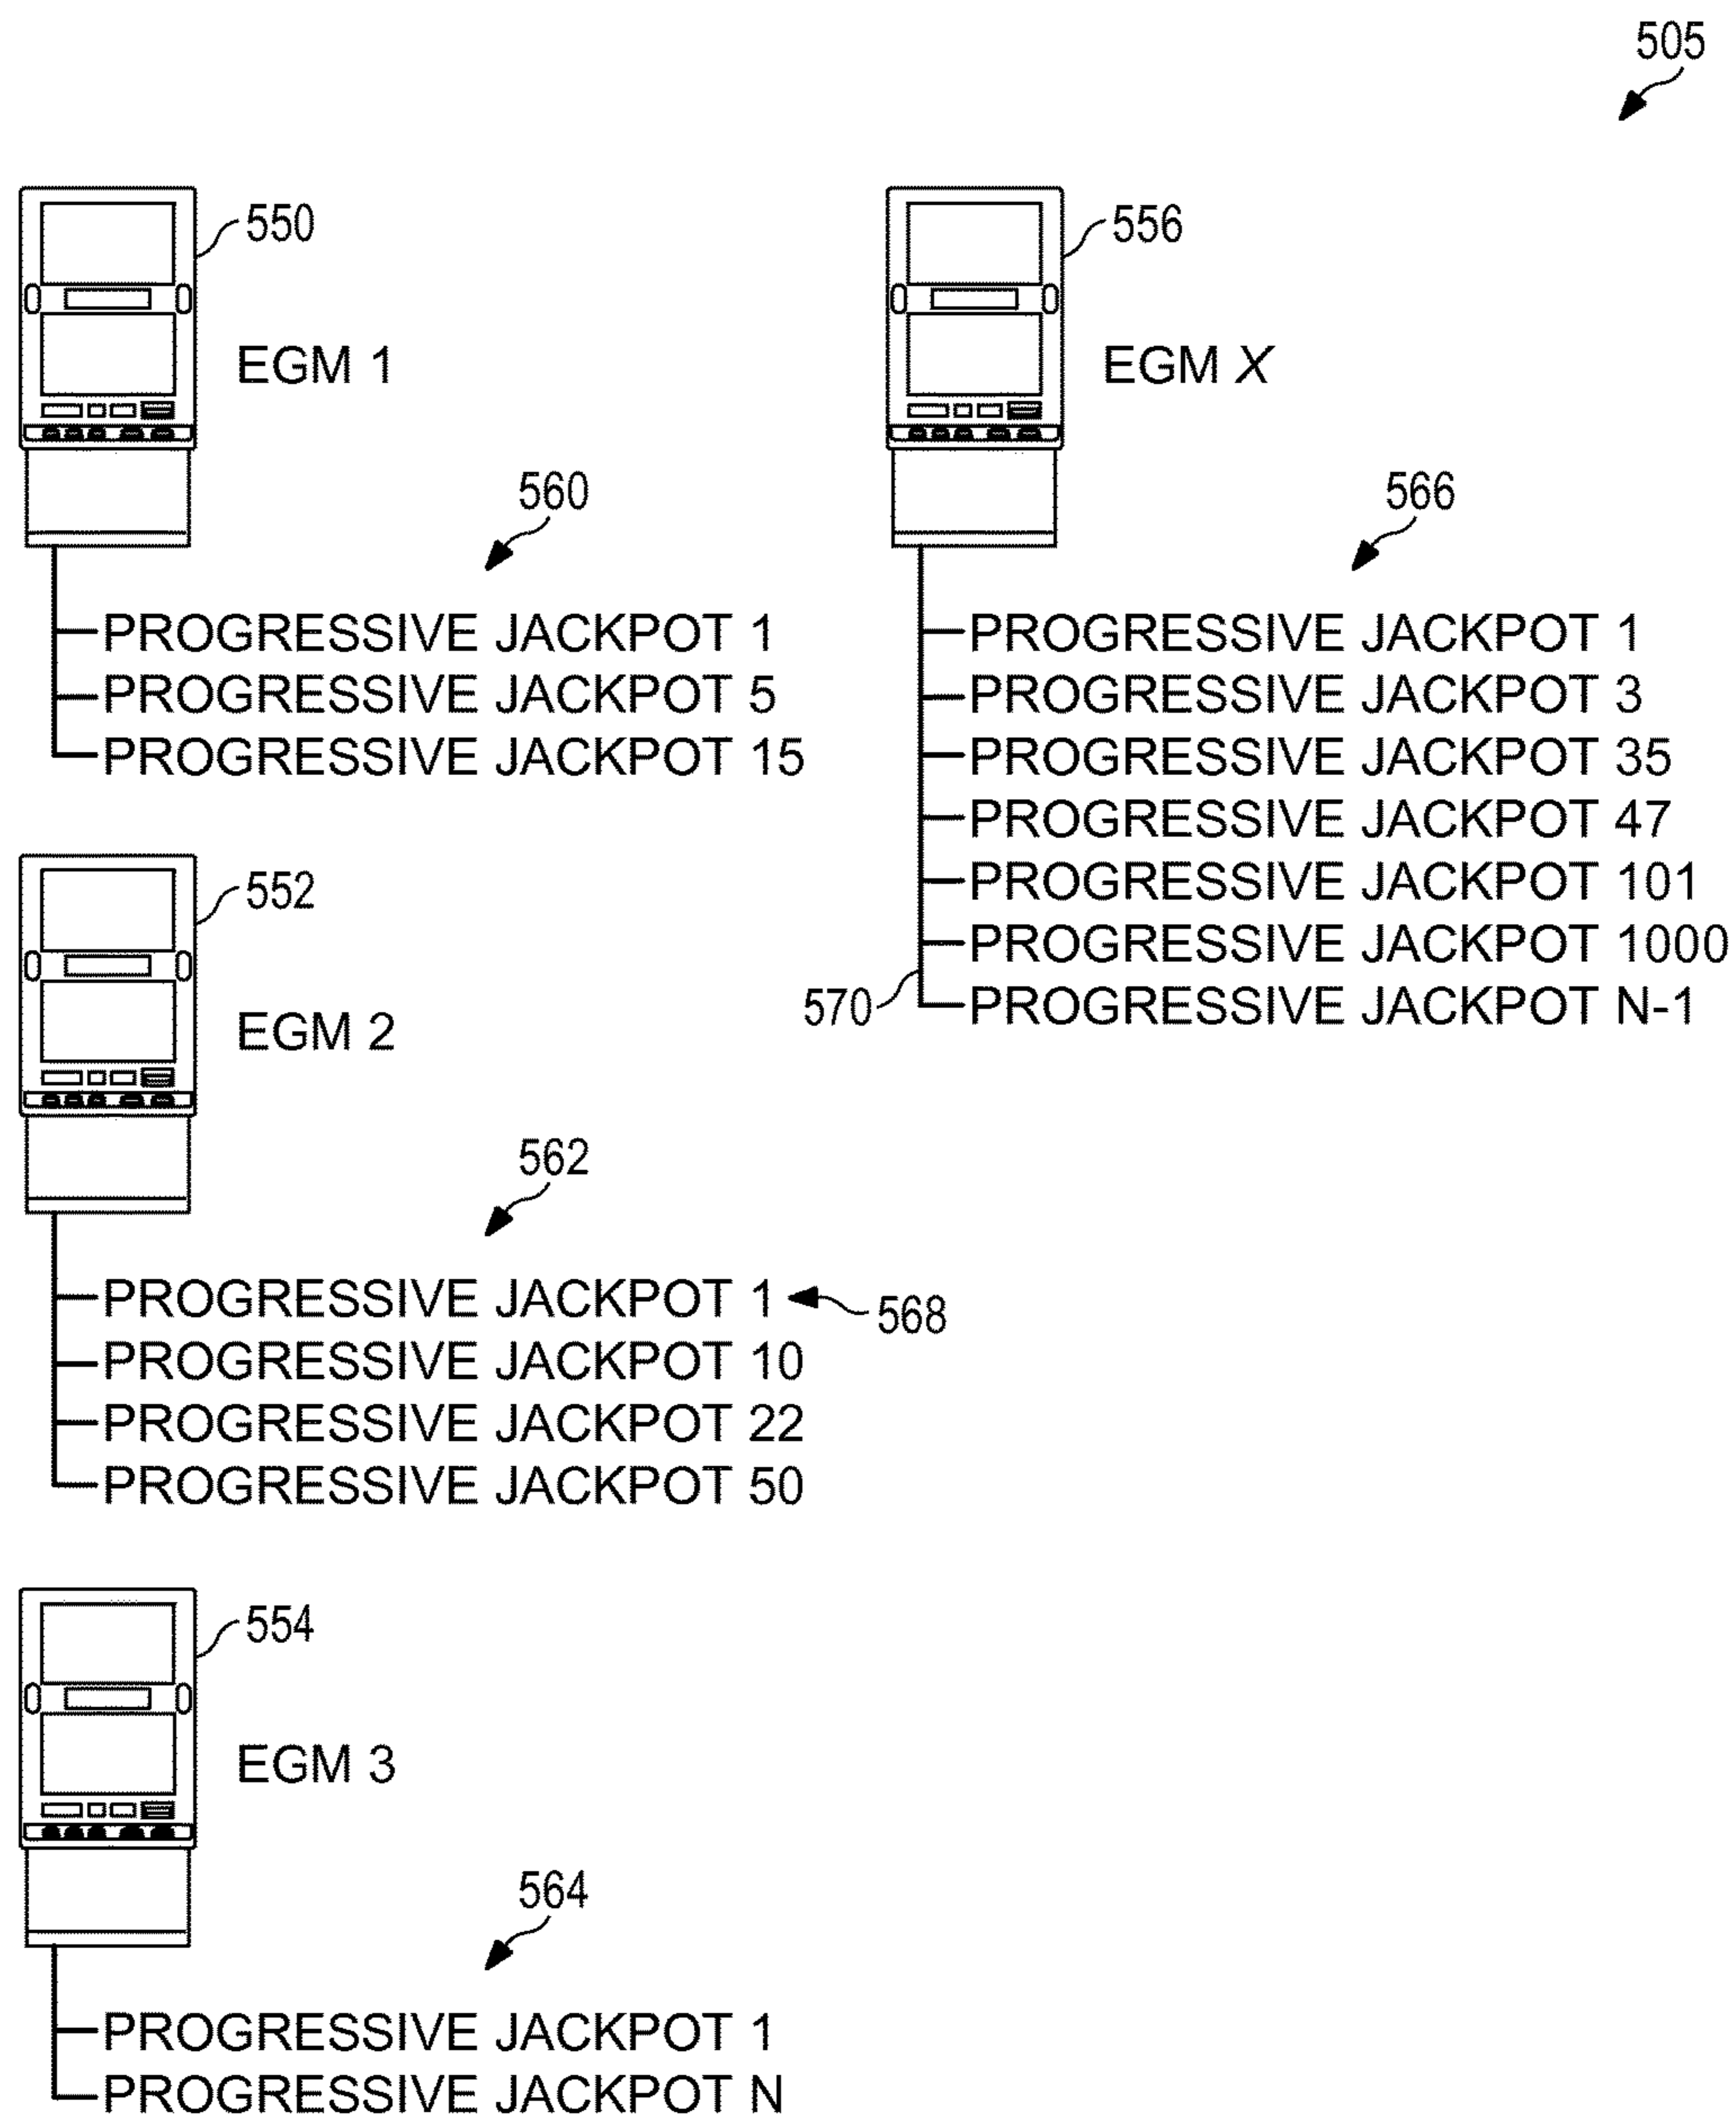 505
550
EGM 1
560
PROGRESSIVE JACKPOT 1
PROGRESSIVE JACKPOT 5
PROGRESSIVE JACKPOT 15
552
EGM 2
562
PROGRESSIVE JACKPOT 1
568
PROGRESSIVE JACKPOT 10
PROGRESSIVE JACKPOT 22
PROGRESSIVE JACKPOT 50
554
EGM 3
564
PROGRESSIVE JACKPOT 1
PROGRESSIVE JACKPOT N
556
EGM X
566
PROGRESSIVE JACKPOT 1
PROGRESSIVE JACKPOT 3
PROGRESSIVE JACKPOT 35
PROGRESSIVE JACKPOT 47
PROGRESSIVE JACKPOT 101
PROGRESSIVE JACKPOT 1000
570
PROGRESSIVE JACKPOT N-1